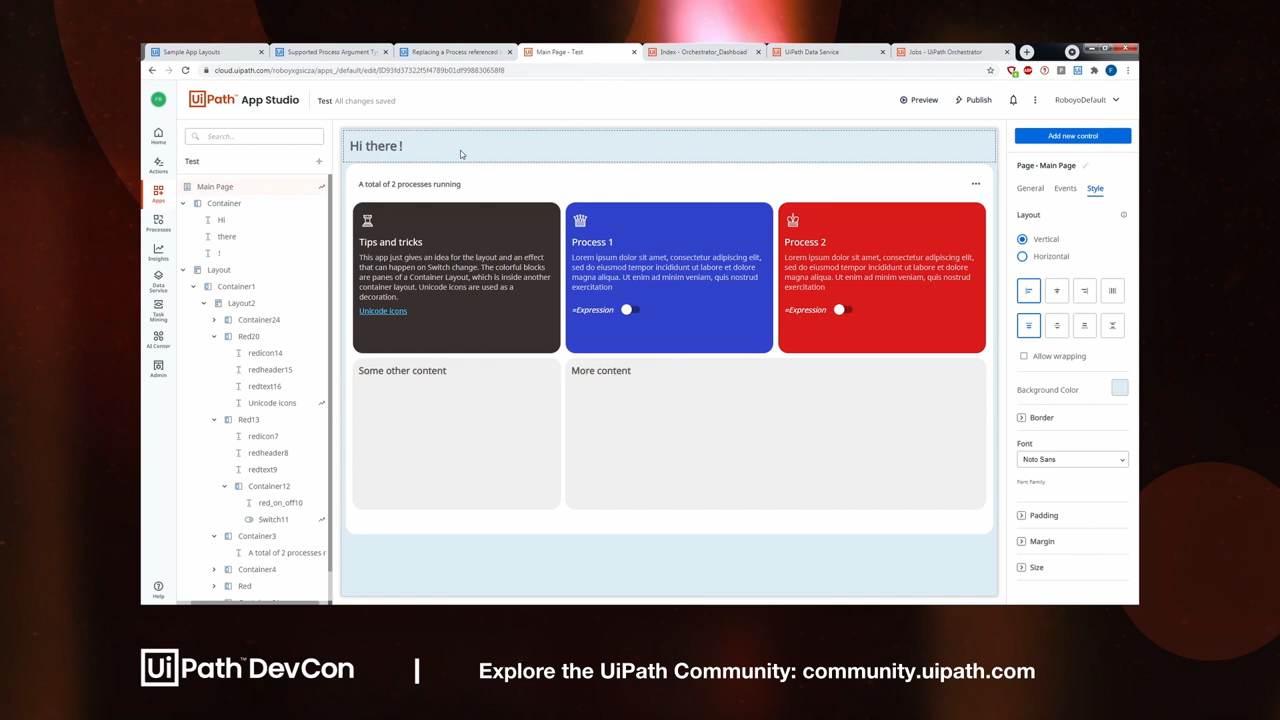 Sample App Layouts
Supported Process Argument Ty
Replacing a Process referenced i
Main Page - Test
Index - Orchestrator_Dashboad
UiPath Data Service
Jobs - UiPath Orchestrator
cloud.uipath.com/roboyxgsicza/apps_/default/edit/ID93fd37322f5f4789b01df998830658f8
FR
UiPath™ App Studio
Test All changes saved
Preview
Publish
RoboyoDefault
Home
Actions
Apps
Processes
Insights
Data Service
Task Mining
AI Center
Admin
Help
Search...
Test
Main Page
Container
Hi
there
!
Layout
Container1
Layout2
Container24
Red20
redicon14
redheader15
redtext16
Unicode icons
Red13
redicon7
redheader8
redtext9
Container12
red_on_off10
Switch11
Container3
A total of 2 processes r
Container4
Red
Hi there !
A total of 2 processes running
Tips and tricks
This app just gives an idea for the layout and an effect
that can happen on Switch change. The colorful blocks
are panes of a Container Layout, which is inside another
container layout. Unicode icons are used as a
decoration.
Unicode icons
Process 1
Lorem ipsum dolor sit amet, consectetur adipiscing elit,
sed do eiusmod tempor incididunt ut labore et dolore
magna aliqua. Ut enim ad minim veniam, quis nostrud
exercitation
=Expression
Process 2
Lorem ipsum dolor sit amet, consectetur adipiscing elit,
sed do eiusmod tempor incididunt ut labore et dolore
magna aliqua. Ut enim ad minim veniam, quis nostrud
exercitation
=Expression
Some other content
More content
Add new control
Page - Main Page
General
Events
Style
Layout
Vertical
Horizontal
Allow wrapping
Background Color
Border
Font
Noto Sans
Font Family
Padding
Margin
Size
UiPath™ DevCon
|
Explore the UiPath Community: community.uipath.com